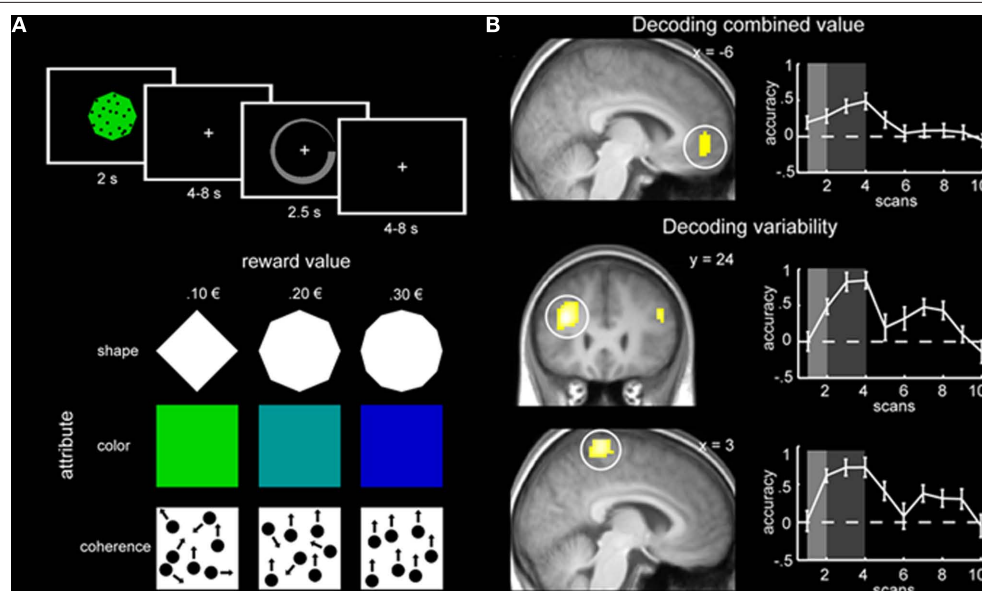 A
2 s
4-8 s
2.5 s
4-8 s
reward value
.10 € .20 € .30 €
shape
color
coherence
attribute
B
Decoding combined value
x = -6
accuracy
1
.5
0
-.5
2 4 6 8 10
scans
Decoding variability
y = 24
accuracy
1
.5
0
-.5
2 4 6 8 10
scans
x = 3
accuracy
1
.5
0
-.5
2 4 6 8 10
scans